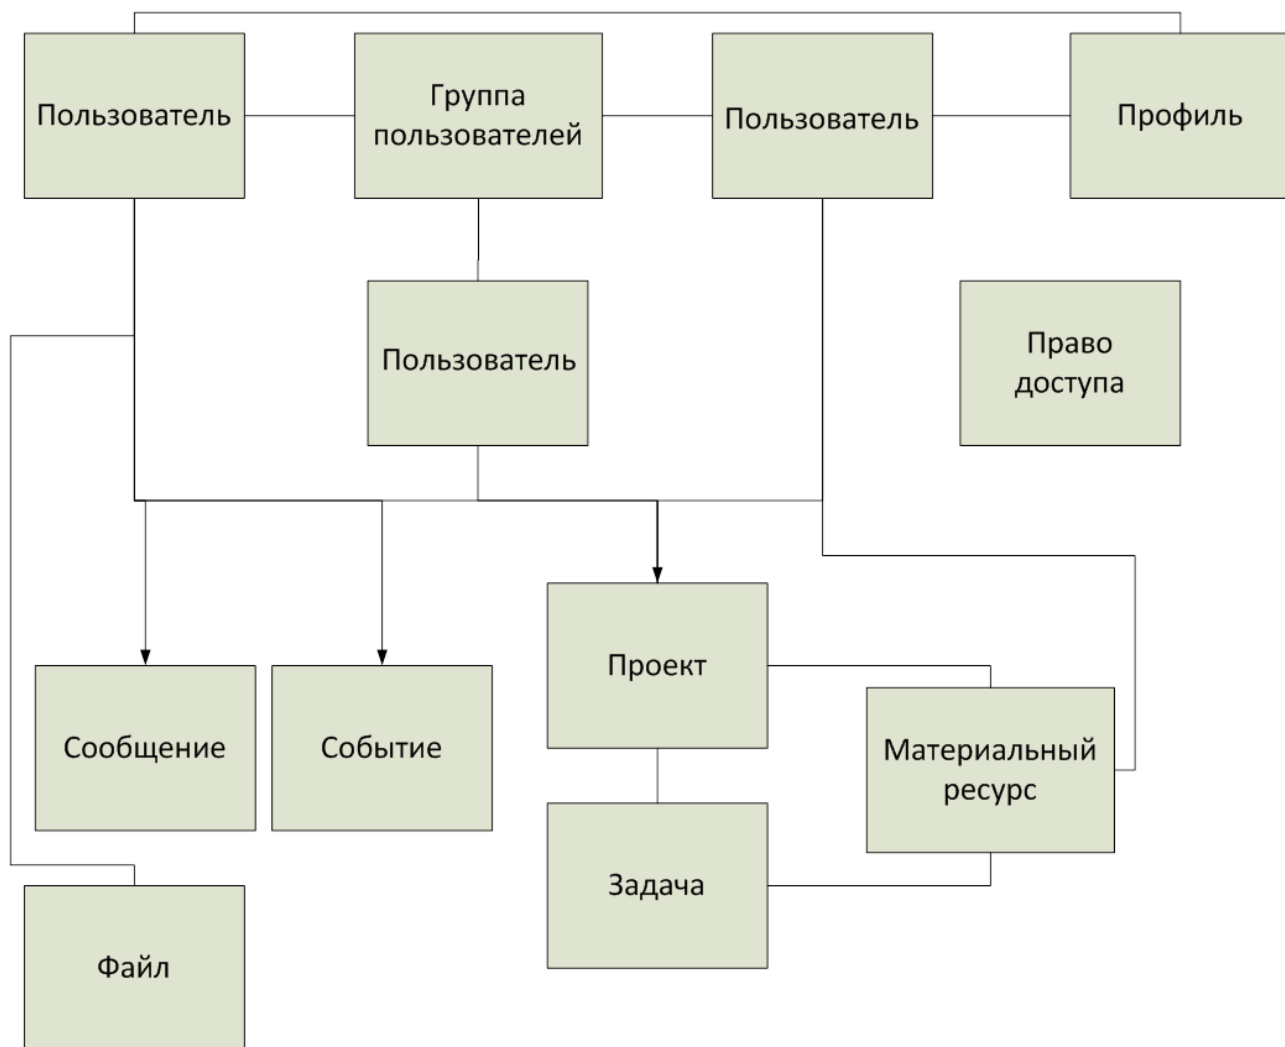 Пользователь
Группа
пользователей
Пользователь
Профиль
Пользователь
Право
доступа
Сообщение
Событие
Проект
Материальный
ресурс
Задача
Файл